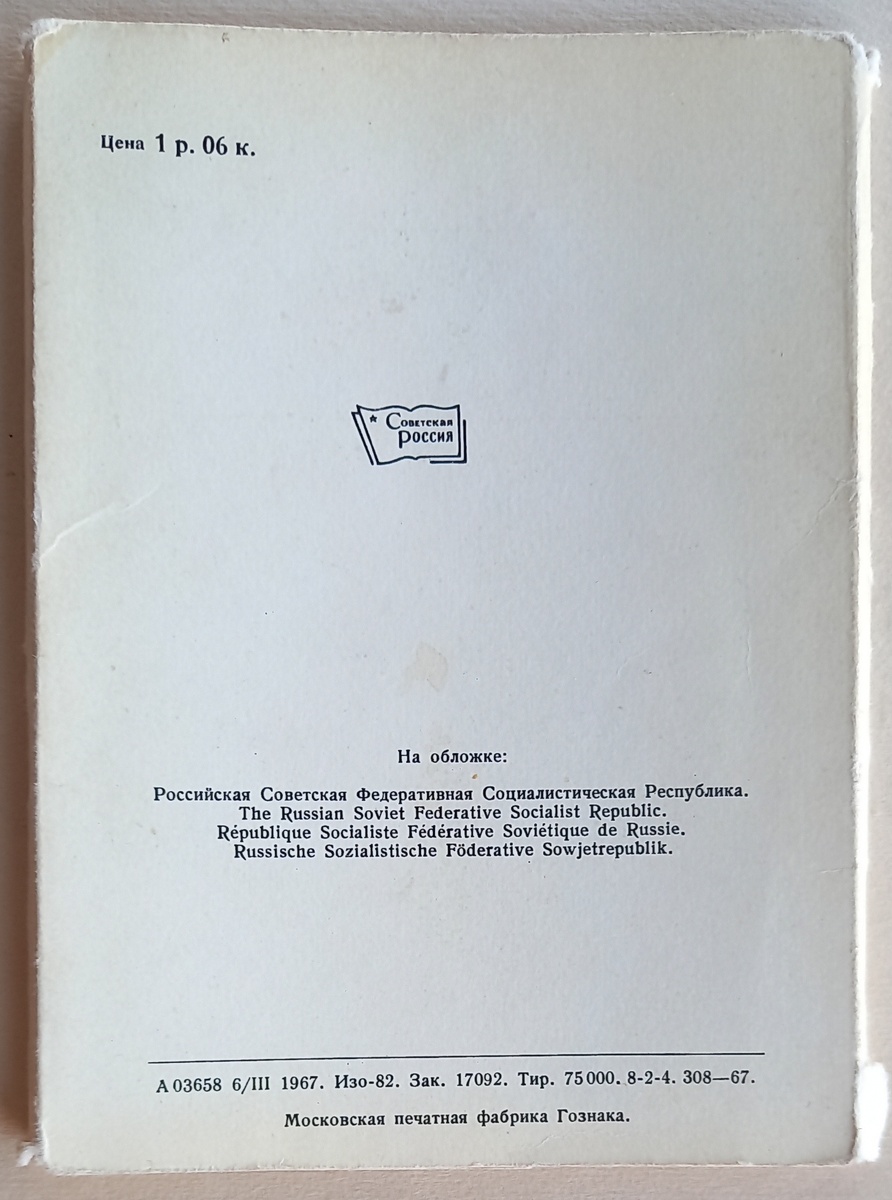 Цена 1 р. 06 к.
Советская
Россия
На обложке:
Российская Советская Федеративная Социалистическая Республика.
The Russian Soviet Federative Socialist Republic.
République Socialiste Fédérative Soviétique de Russie.
Russische Sozialistische Föderative Sowjetrepublik.
А 03658 6/III 1967. Изо-82. Зак. 17092. Тир. 75 000. 8-2-4. 308—67.
Московская печатная фабрика Гознака.